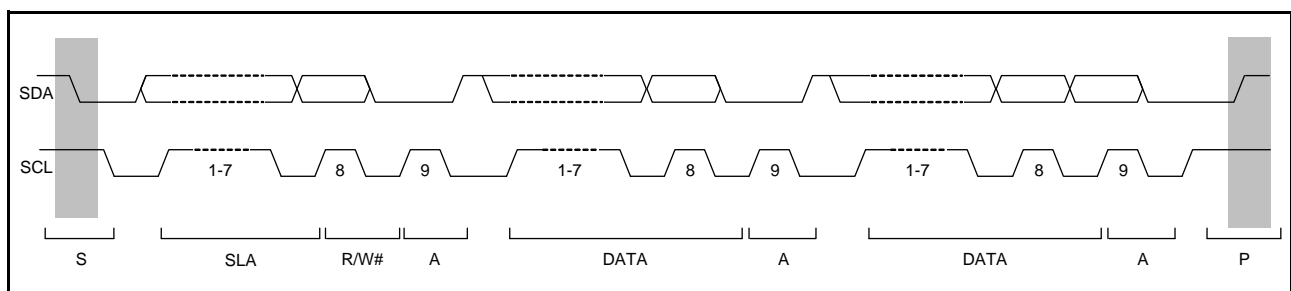 SDA
SCL
1-7 8 9 1-7 8 9 1-7 8 9
S SLA R/W# A DATA A DATA A P